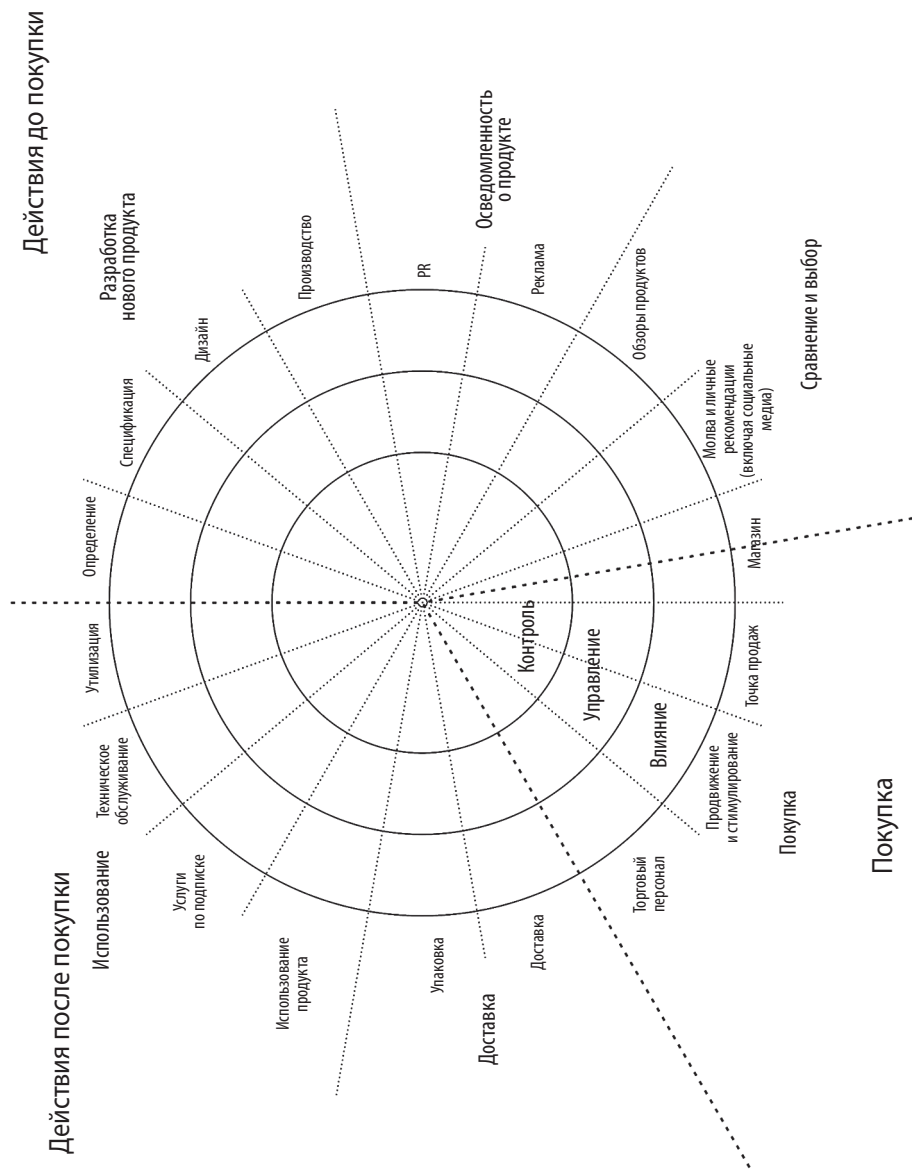 Действия до покупки
Разработка
нового продукта
Определение
Спецификация
Дизайн
Производство
Осведомленность
о продукте
PR
Реклама
Сравнение и выбор
Обзоры продуктов
Молва и личные
рекомендации
(включая социальные
медиа)
Магазин
Покупка
Покупка
Точка продаж
Продвижение
и стимулирование
Торговый
персонал
Действия после покупки
Доставка
Доставка
Упаковка
Использование
Использование
продукта
Услуги
по подписке
Техническое
обслуживание
Утилизация
Контроль
Управление
Влияние